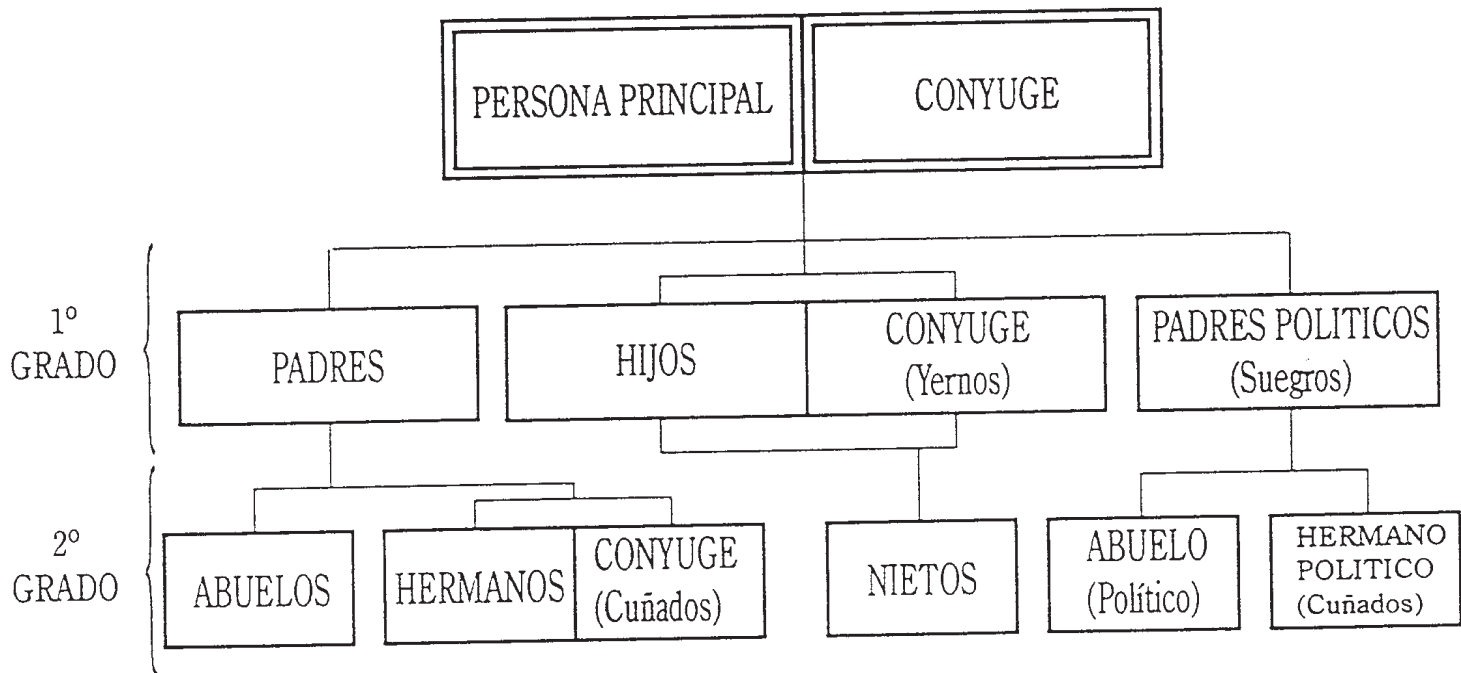 PERSONA PRINCIPAL
CONYUGE
1º
GRADO
PADRES
HIJOS
CONYUGE
(Yernos)
PADRES POLITICOS
(Suegros)
2º
GRADO
ABUELOS
HERMANOS
CONYUGE
(Cuñados)
NIETOS
ABUELO
(Político)
HERMANO
POLITICO
(Cuñados)